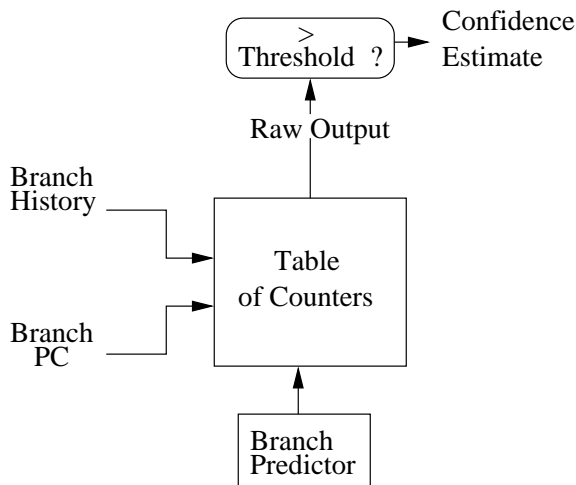 >
Threshold ?
Confidence
Estimate
Raw Output
Branch
History
Table
of Counters
Branch
PC
Branch
Predictor